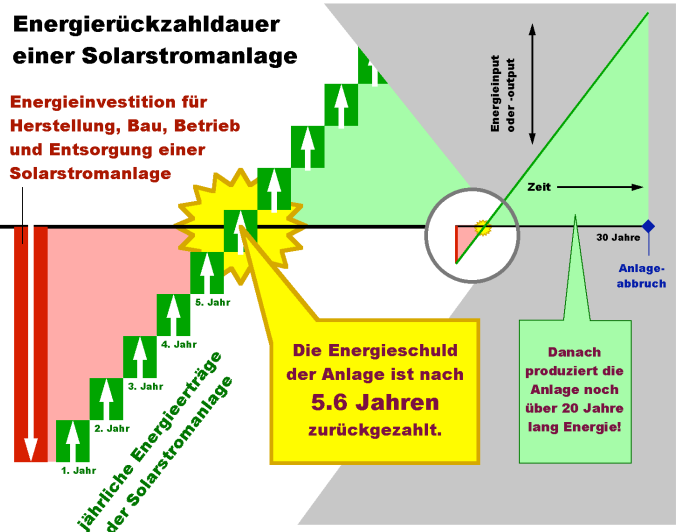 Energierückzahldauer
einer Solarstromanlage
Energieinvestition für
Herstellung, Bau, Betrieb
und Entsorgung einer
Solarstromanlage
Energieinput
oder -output
Zeit
30 Jahre
Anlage-
abbruch
5. Jahr
4. Jahr
3. Jahr
2. Jahr
1. Jahr
jährliche Energieerträge
der Solarstromanlage
Die Energieschuld
der Anlage ist nach
5.6 Jahren
zurückgezahlt.
Danach
produziert die
Anlage noch
über 20 Jahre
lang Energie!